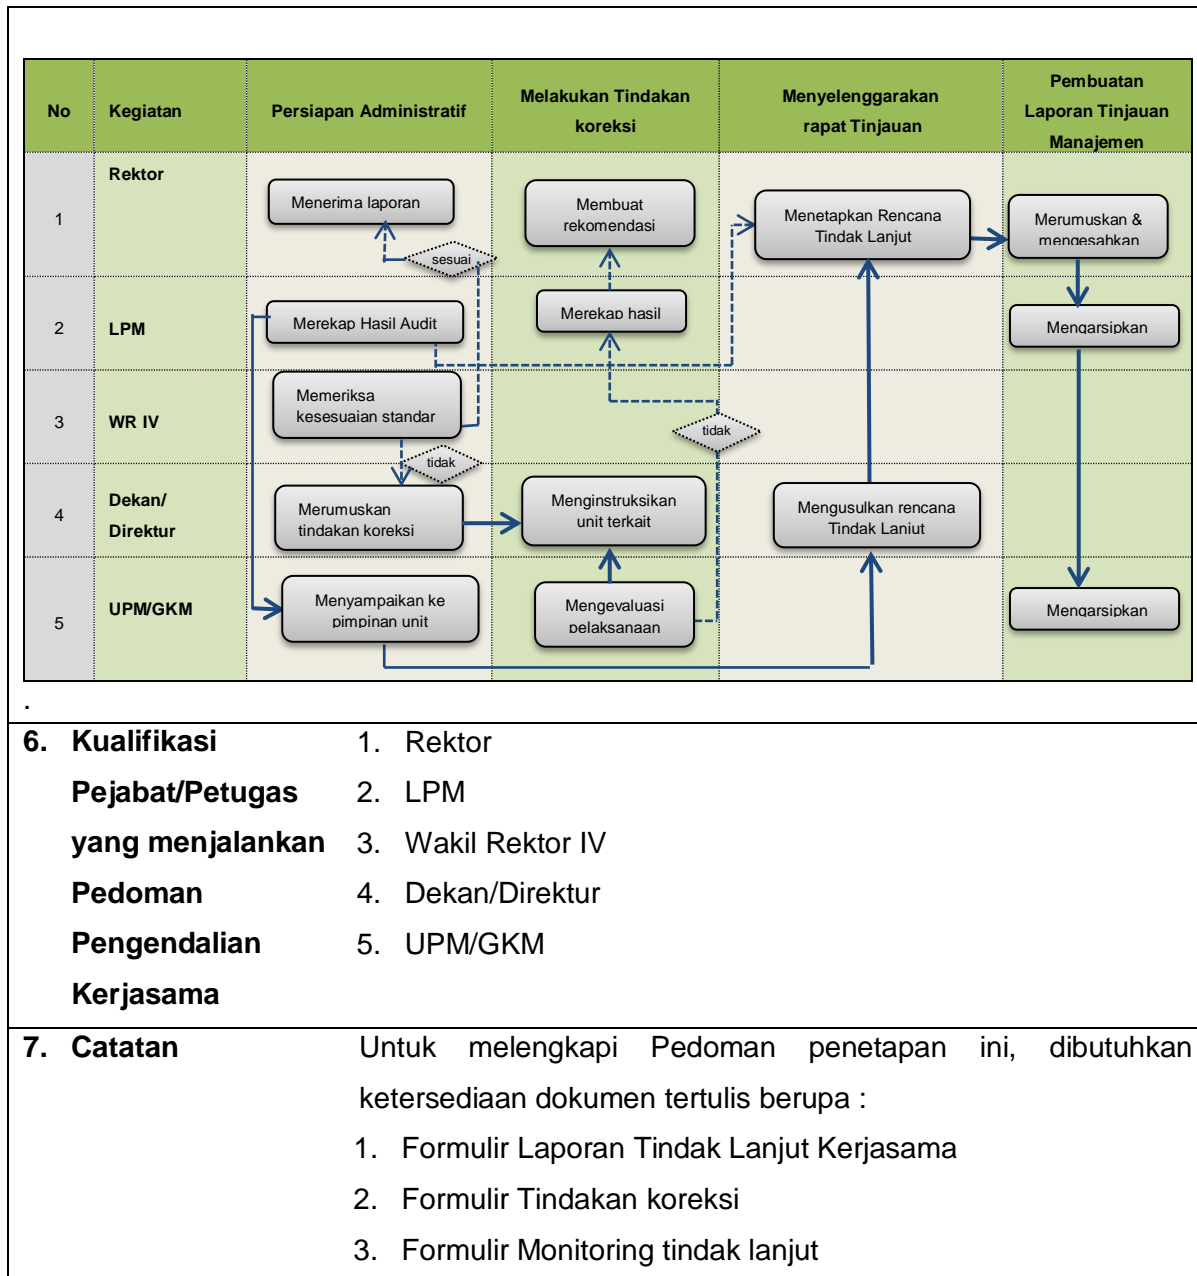 No
Kegiatan
Persiapan Administratif
Melakukan Tindakan
koreksi
Menyelenggarakan
rapat Tinjauan
Pembuatan
Laporan Tinjauan
Manajemen
1
Rektor
Menerima laporan
sesuai
Membuat
rekomendasi
Menetapkan Rencana
Tindak Lanjut
Merumuskan &
mengesahkan
2
LPM
Merekap Hasil Audit
Merekap hasil
Mengarsipkan
3
WR IV
Memeriksa
kesesuaian standar
tidak
tidak
4
Dekan/
Direktur
Merumuskan
tindakan koreksi
Menginstruksikan
unit terkait
Mengusulkan rencana
Tindak Lanjut
5
UPM/GKM
Menyampaikan ke
pimpinan unit
Mengevaluasi
pelaksanaan
Mengarsipkan
.
6. Kualifikasi
Pejabat/Petugas
yang menjalankan
Pedoman
Pengendalian
Kerjasama
1. Rektor
2. LPM
3. Wakil Rektor IV
4. Dekan/Direktur
5. UPM/GKM
7. Catatan
Untuk melengkapi Pedoman penetapan ini, dibutuhkan
ketersediaan dokumen tertulis berupa :
1. Formulir Laporan Tindak Lanjut Kerjasama
2. Formulir Tindakan koreksi
3. Formulir Monitoring tindak lanjut